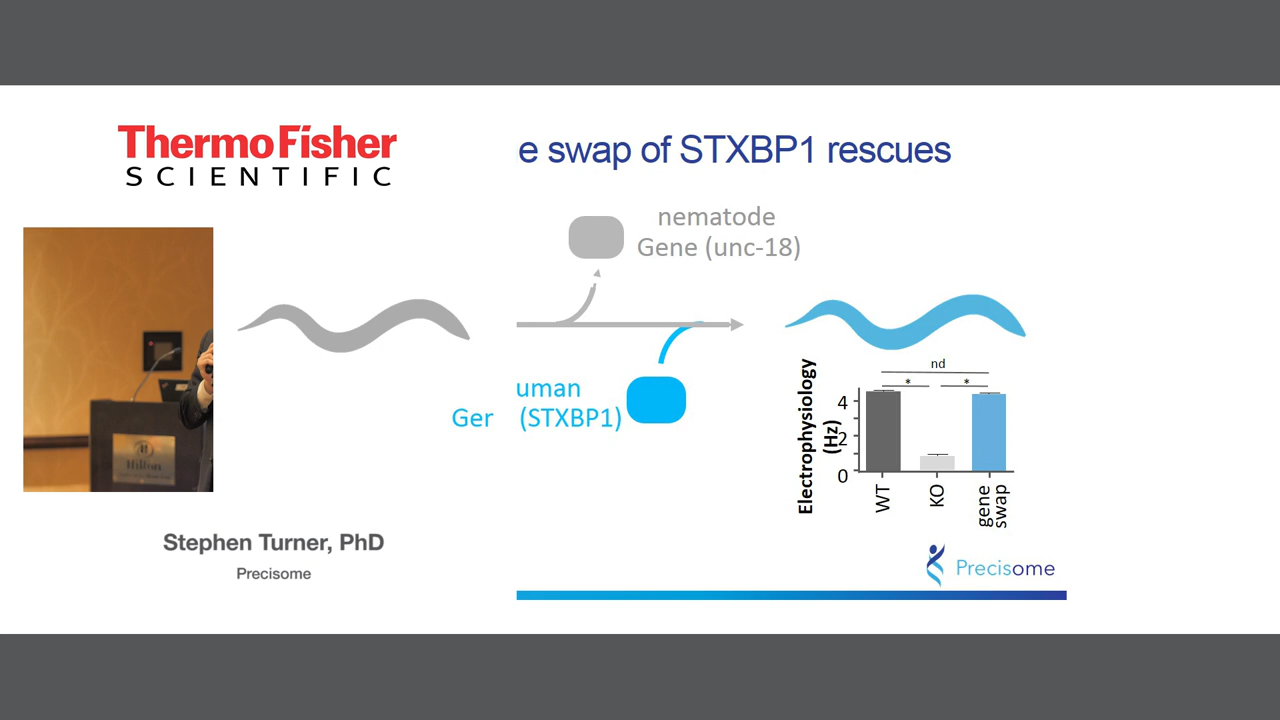 ThermoFisher
SCIENTIFIC
e swap of STXBP1 rescues
nematode
Gene (unc-18)
uman
Ger (STXBP1)
Electrophysiology
(Hz)
nd
* *
4
2
0
WT
KO
gene
swap
Hilton
Stephen Turner, PhD
Precisome
Precisome